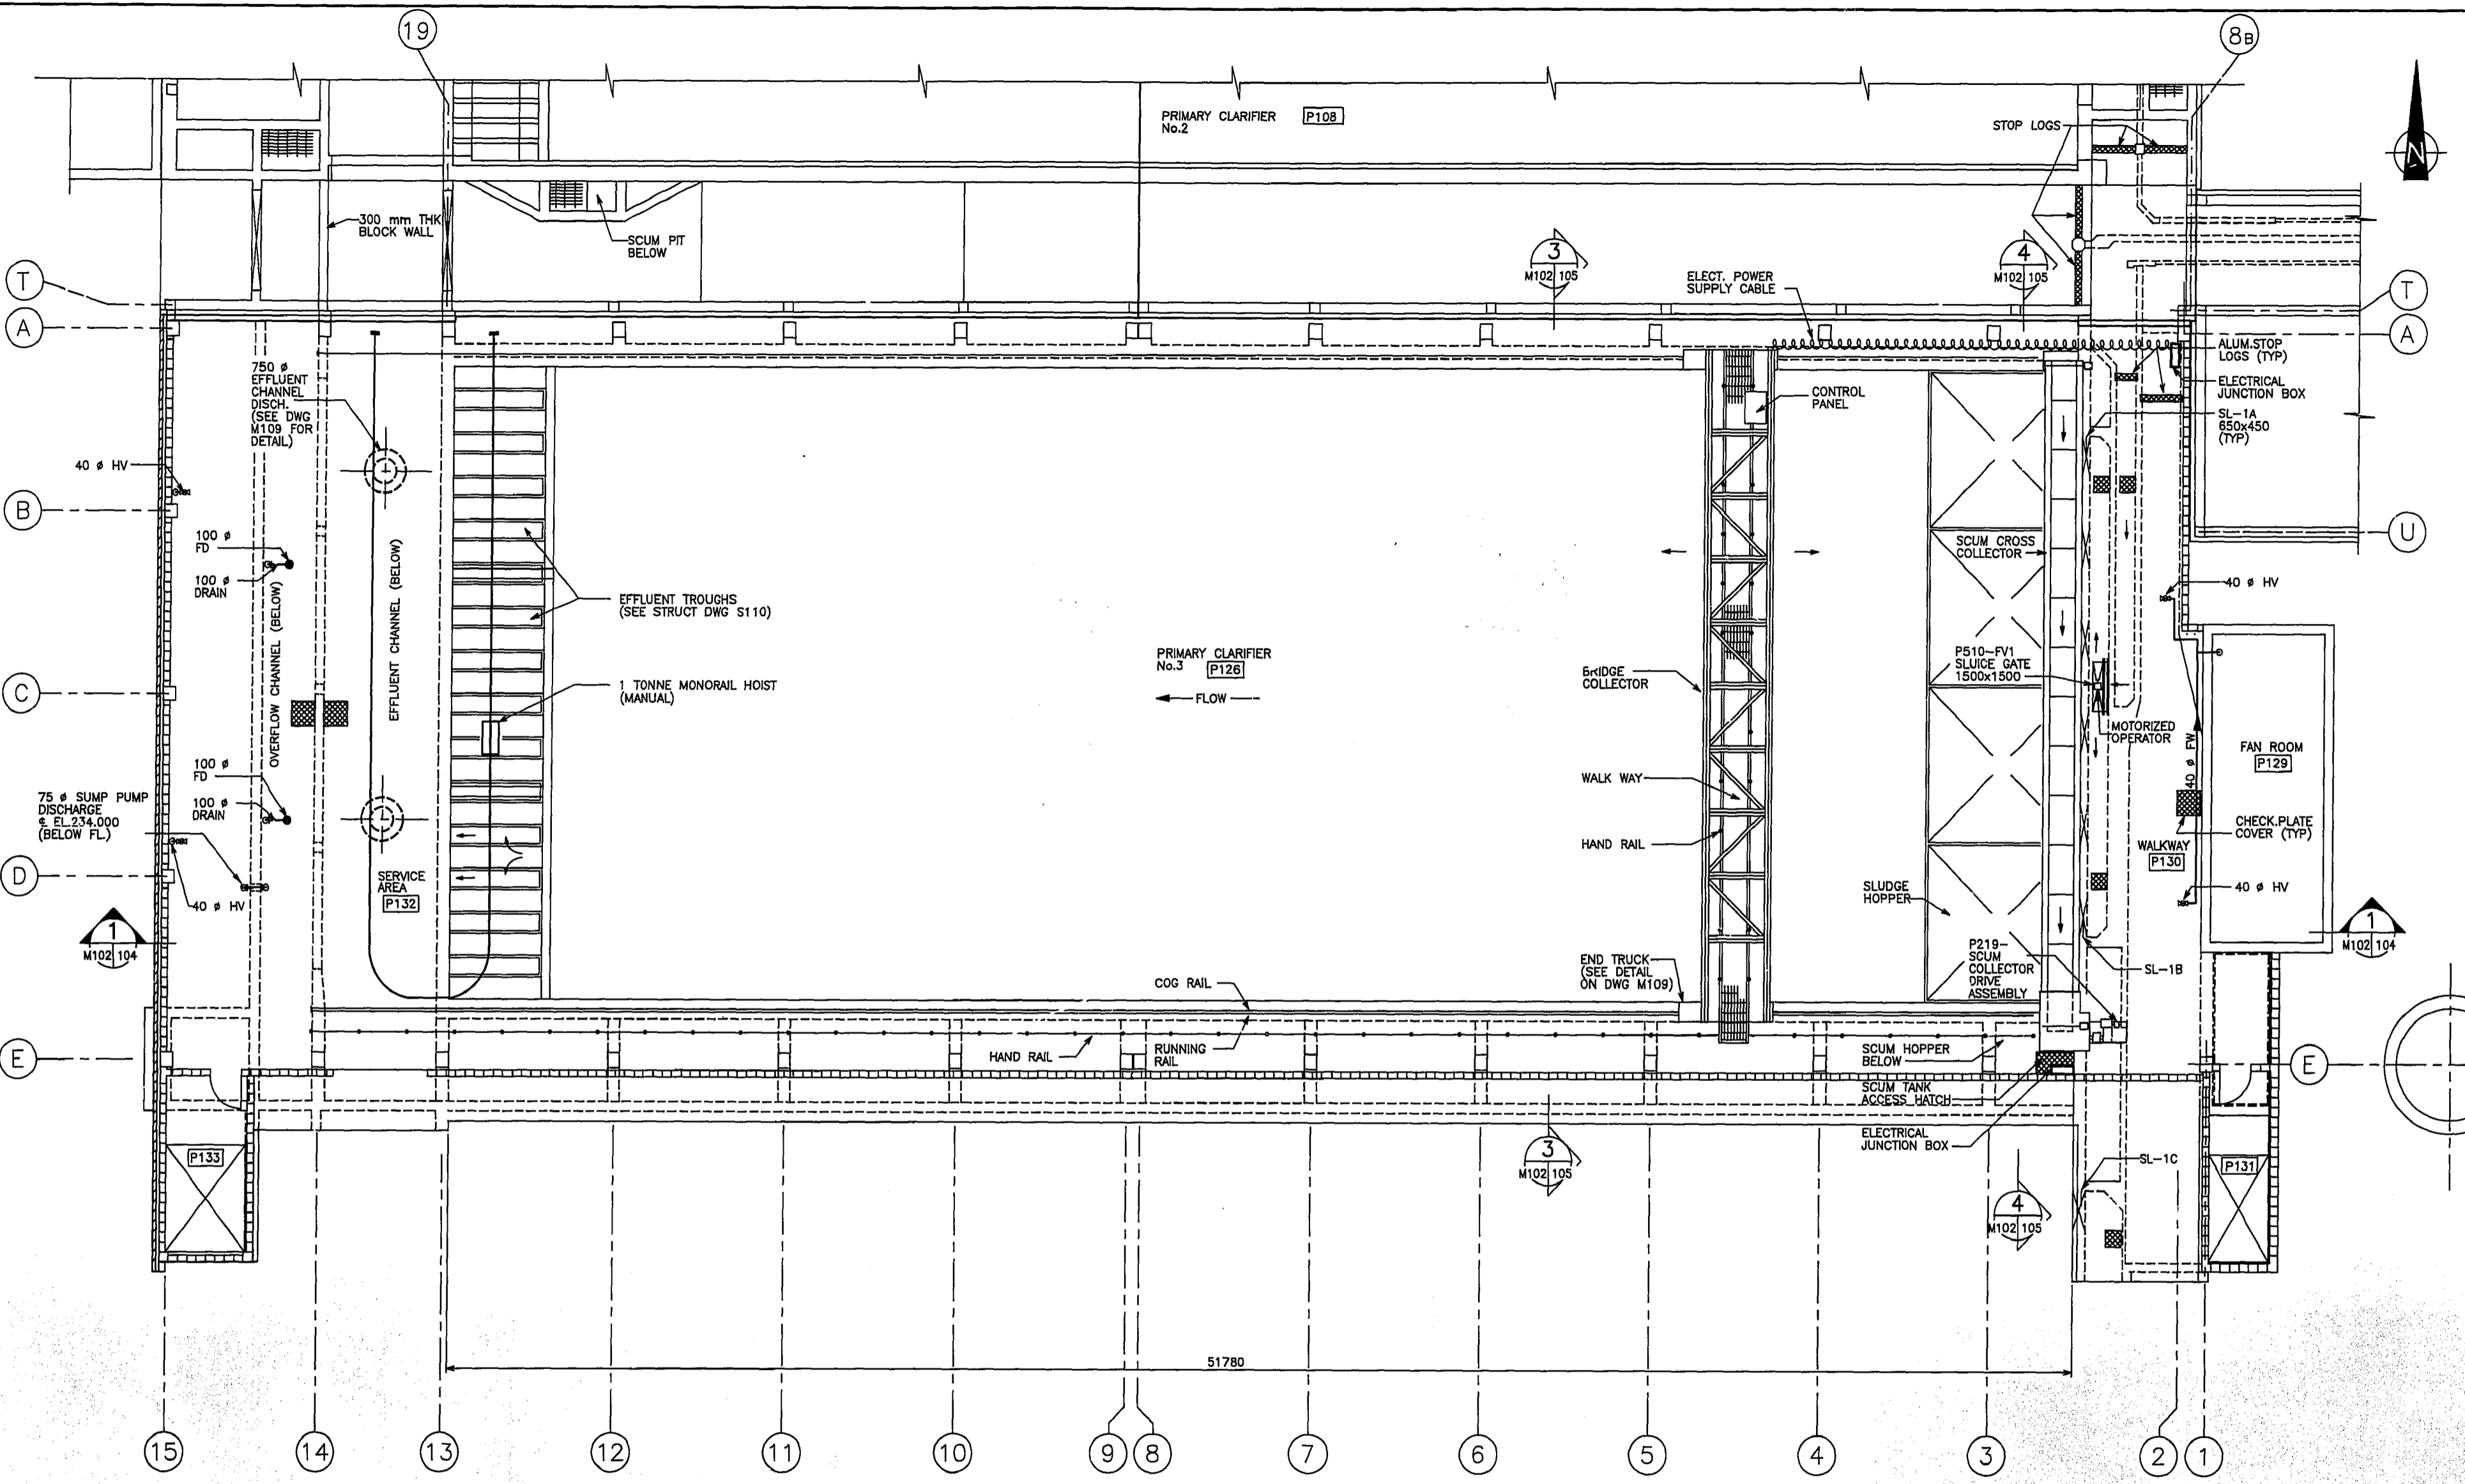 19
8B
PRIMARY CLARIFIER
No.2
P108
STOP LOGS
N
300 mm THK
BLOCK WALL
SCUM PIT
BELOW
3
M102 105
4
M102 105
ELECT. POWER
SUPPLY CABLE
T
A
T
A
750 ø
EFFLUENT
CHANNEL
DISCH.
(SEE DWG
M109 FOR
DETAIL)
ALUM.STOP
LOGS (TYP)
ELECTRICAL
JUNCTION BOX
CONTROL
PANEL
SL-1A
650x450
(TYP)
40 ø HV
B
U
100 ø
FD
100 ø
DRAIN
SCUM CROSS
COLLECTOR
40 ø HV
OVERFLOW CHANNEL (BELOW)
EFFLUENT CHANNEL (BELOW)
EFFLUENT TROUGHS
(SEE STRUCT DWG S110)
PRIMARY CLARIFIER
No.3
P126
FLOW
1 TONNE MONORAIL HOIST
(MANUAL)
BRIDGE
COLLECTOR
P510-FV1
SLUICE GATE
1500x1500
C
MOTORIZED
OPERATOR
40 ø FW
FAN ROOM
P129
100 ø
FD
100 ø
DRAIN
75 ø SUMP PUMP
DISCHARGE
℄ EL.234.000
(BELOW FL.)
WALK WAY
HAND RAIL
CHECK.PLATE
COVER (TYP)
WALKWAY
P130
D
SERVICE
AREA
P132
40 ø HV
SLUDGE
HOPPER
40 ø HV
1
M102 104
1
M102 104
P219-
SCUM
COLLECTOR
DRIVE
ASSEMBLY
SL-1B
END TRUCK
(SEE DETAIL
ON DWG M109)
COG RAIL
E
HAND RAIL
RUNNING
RAIL
SCUM HOPPER
BELOW
E
SCUM TANK
ACCESS HATCH
ELECTRICAL
JUNCTION BOX
3
M102 105
P133
SL-1C
P131
4
M102 105
51780
15
14
13
12
11
10
9
8
7
6
5
4
3
2
1